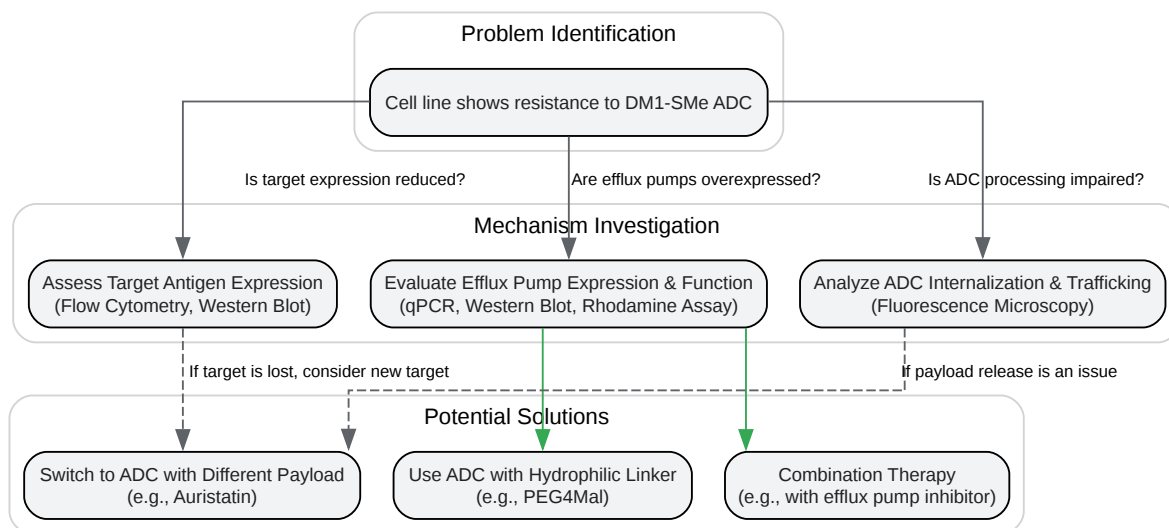 Problem Identification
Cell line shows resistance to DM1-SMe ADC
Is target expression reduced?
Are efflux pumps overexpressed?
Is ADC processing impaired?
Mechanism Investigation
Assess Target Antigen Expression
(Flow Cytometry, Western Blot)
Evaluate Efflux Pump Expression & Function
(qPCR, Western Blot, Rhodamine Assay)
Analyze ADC Internalization & Trafficking
(Fluorescence Microscopy)
If target is lost, consider new target
If payload release is an issue
Potential Solutions
Switch to ADC with Different Payload
(e.g., Auristatin)
Use ADC with Hydrophilic Linker
(e.g., PEG4Mal)
Combination Therapy
(e.g., with efflux pump inhibitor)